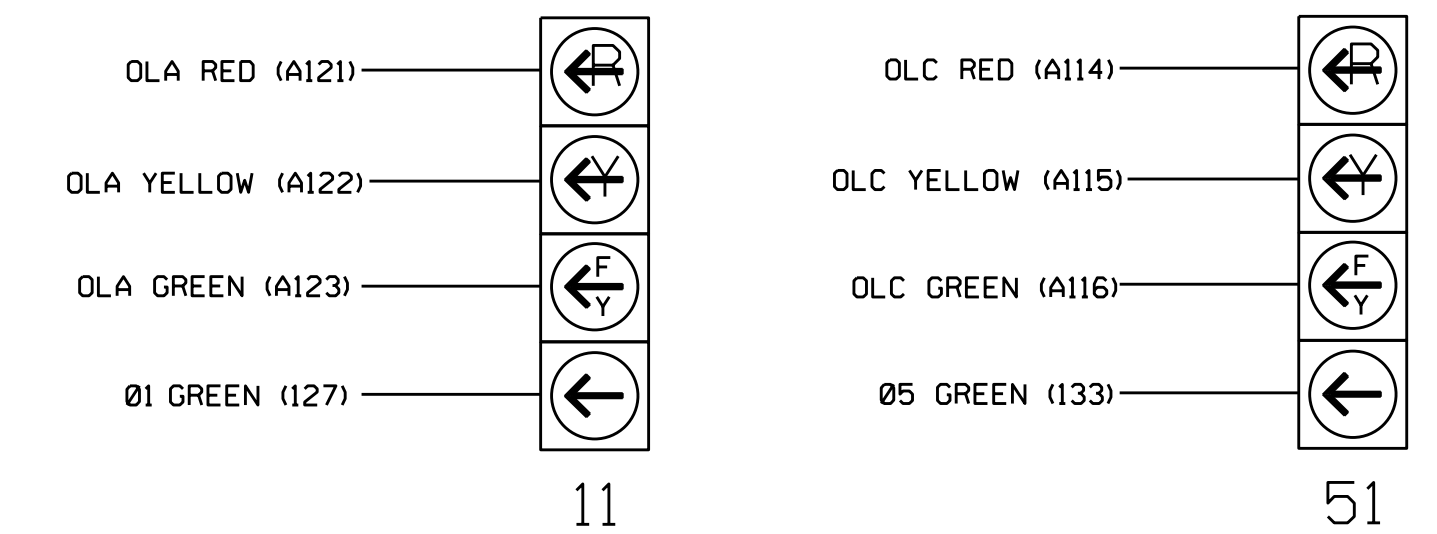 OLA RED (A121)
R
OLA YELLOW (A122)
Y
OLA GREEN (A123)
F
Y
Ø1 GREEN (127)
11
OLC RED (A114)
R
OLC YELLOW (A115)
Y
OLC GREEN (A116)
F
Y
Ø5 GREEN (133)
51